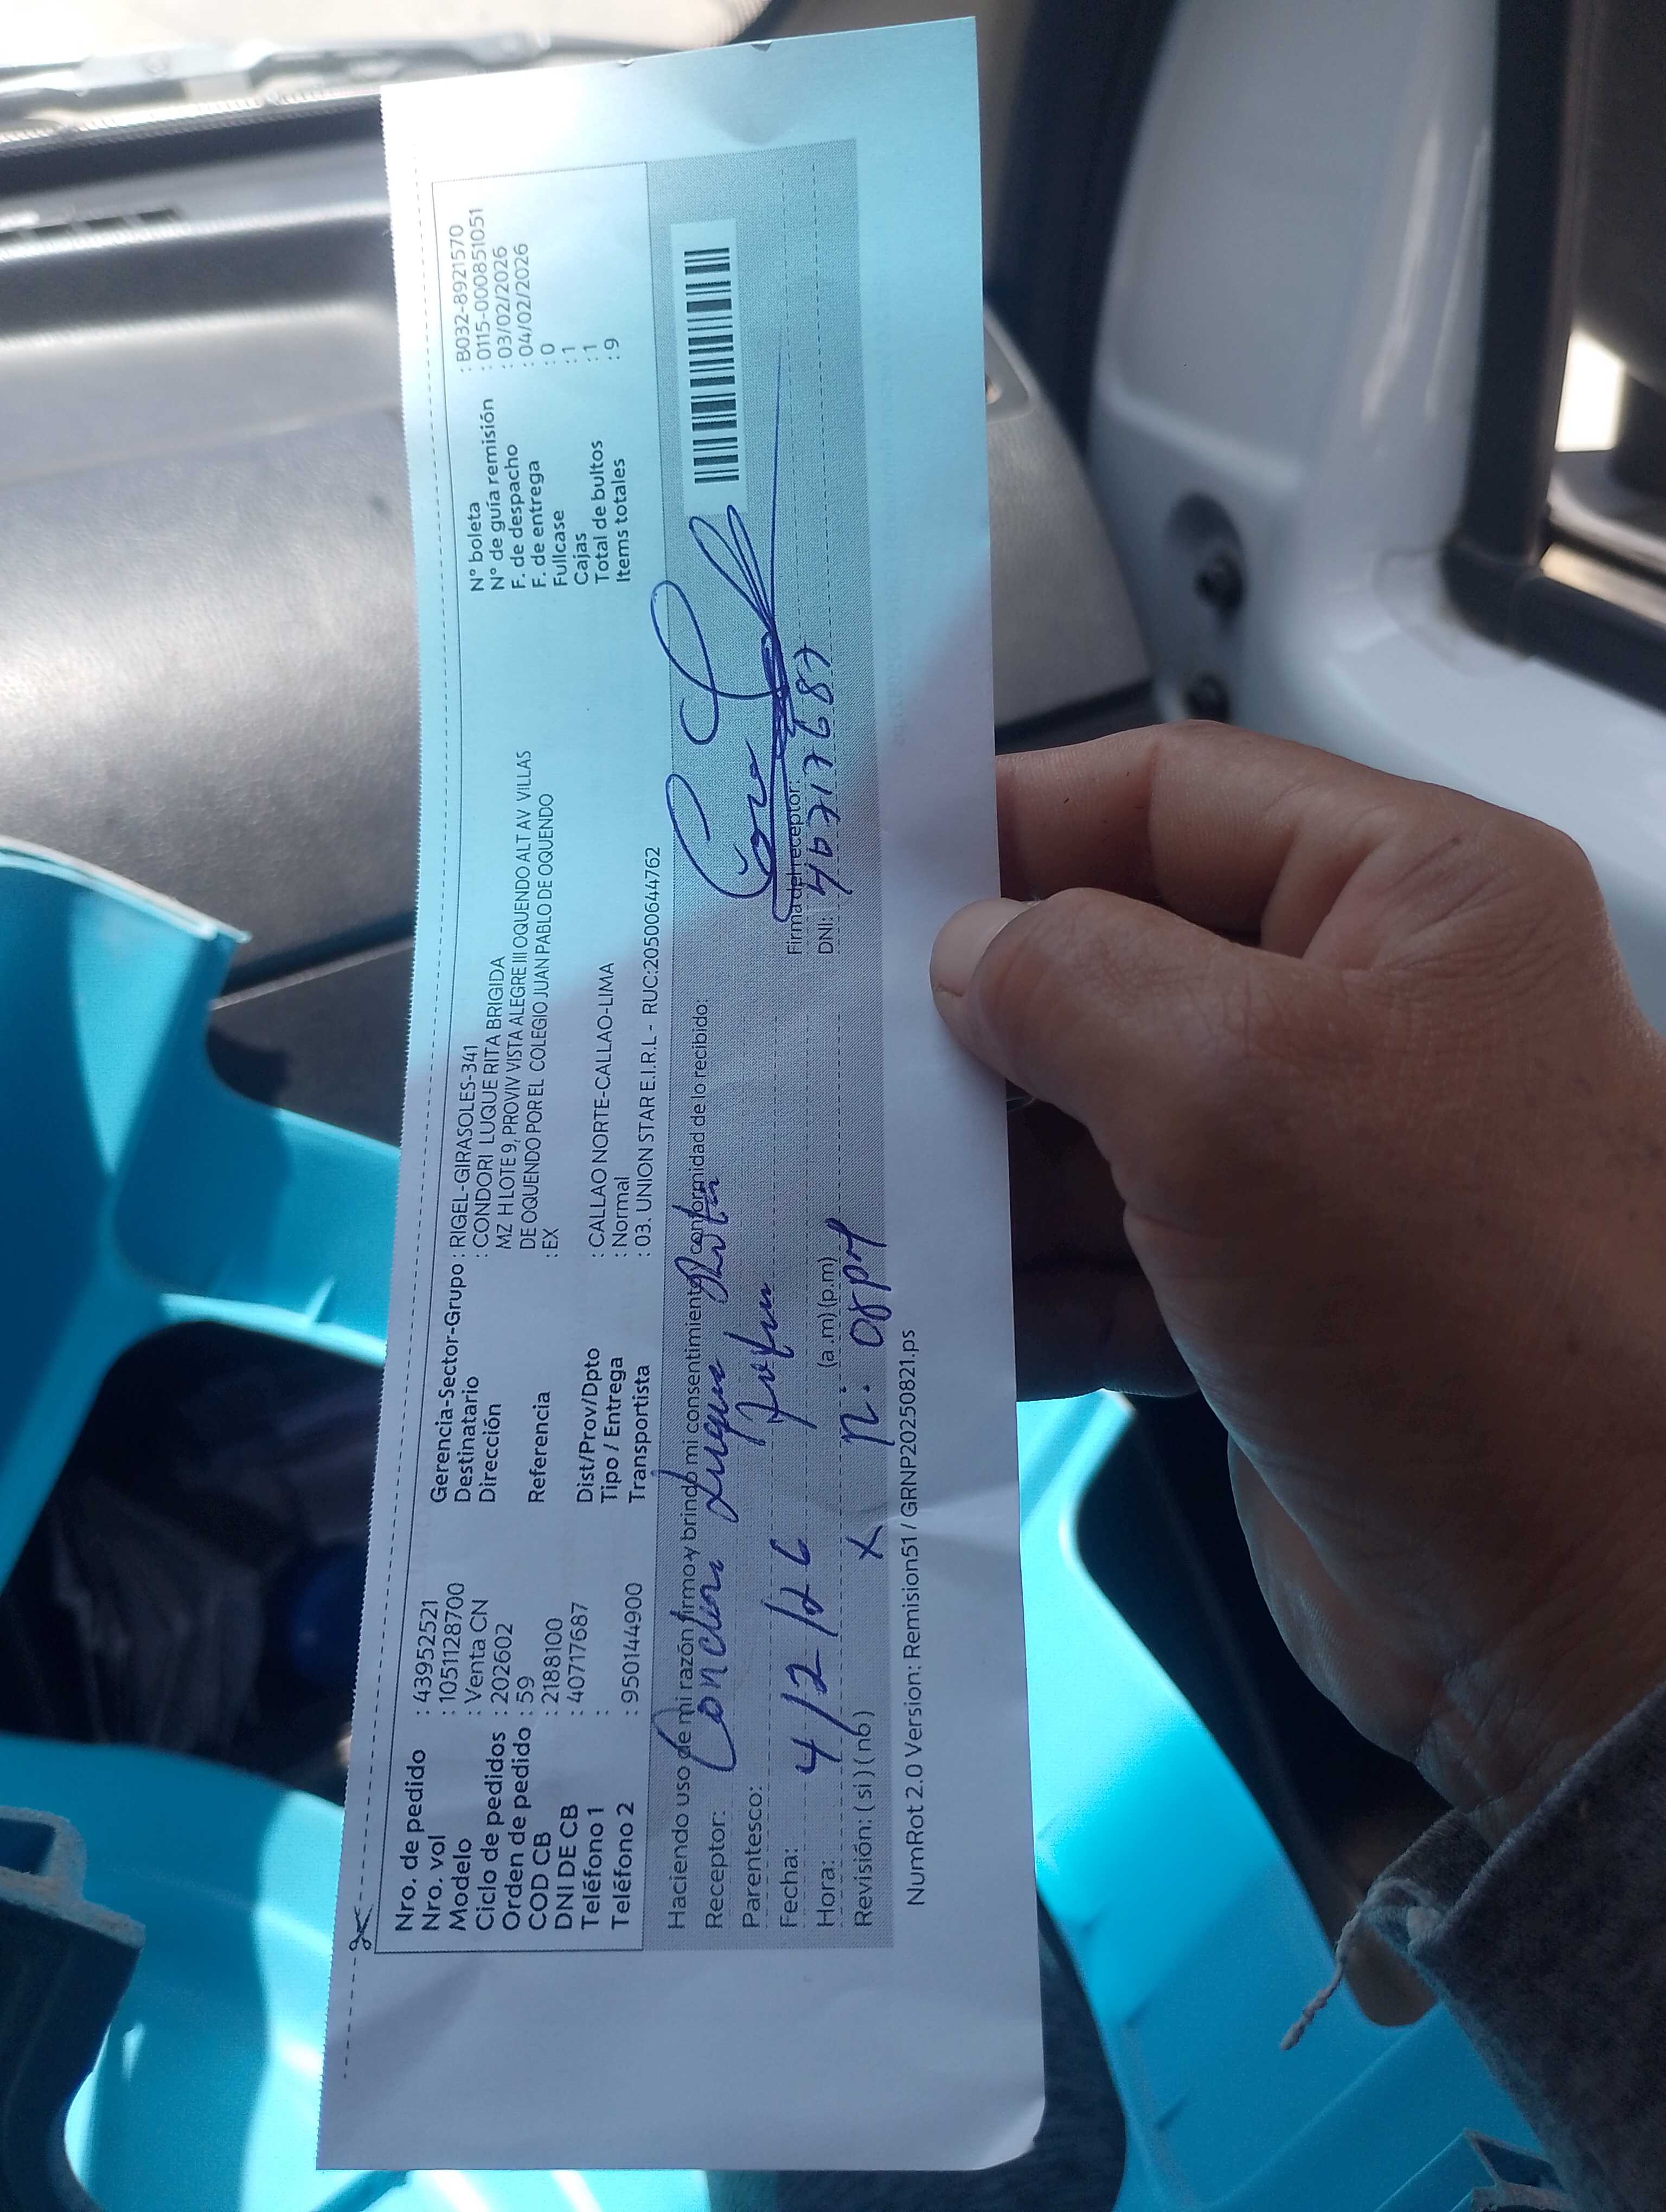 Nro. de pedido : 43952521
Nro. vol : 10511128700
Modelo : Venta CN
Ciclo de pedidos : 202602
Orden de pedido : 59
COD CB : 2188100
DNI DE CB : 40717687
Teléfono 1 :
Teléfono 2 : 950144900
Gerencia-Sector-Grupo : RIGEL-GIRASOLES-341
Destinatario : CONDORI LUQUE RITA BRIGIDA
Dirección MZ H LOTE 9, PROVIV VISTA ALEGRE III OQUENDO ALT AV VILLAS
DE OQUENDO POR EL COLEGIO JUAN PABLO DE OQUENDO
Referencia : EX
Dist/Prov/Dpto : CALLAO NORTE-CALLAO-LIMA
Tipo / Entrega : Normal
Transportista : 03. UNION STAR E.I.R.L - RUC:20500644762
N° boleta : B032-8921570
N° de guía remisión : 0115-0000851051
F. de despacho : 03/02/2026
F. de entrega : 04/02/2026
Fullcase : 0
Cajas : 1
Total de bultos : 1
Items totales : 9
Haciendo uso de mi razón firmo y brindo mi consentimiento y conformidad de lo recibido:
Receptor: Condori Luque Rita
Parentesco:
Fecha: 4/2/26
Hora: (a.m) (p.m)
Revisión: ( si ) ( no ) X
Firma del receptor:
DNI: 40717687
NumRot 2.0 Version: Remision51 / GRNP20250821.ps